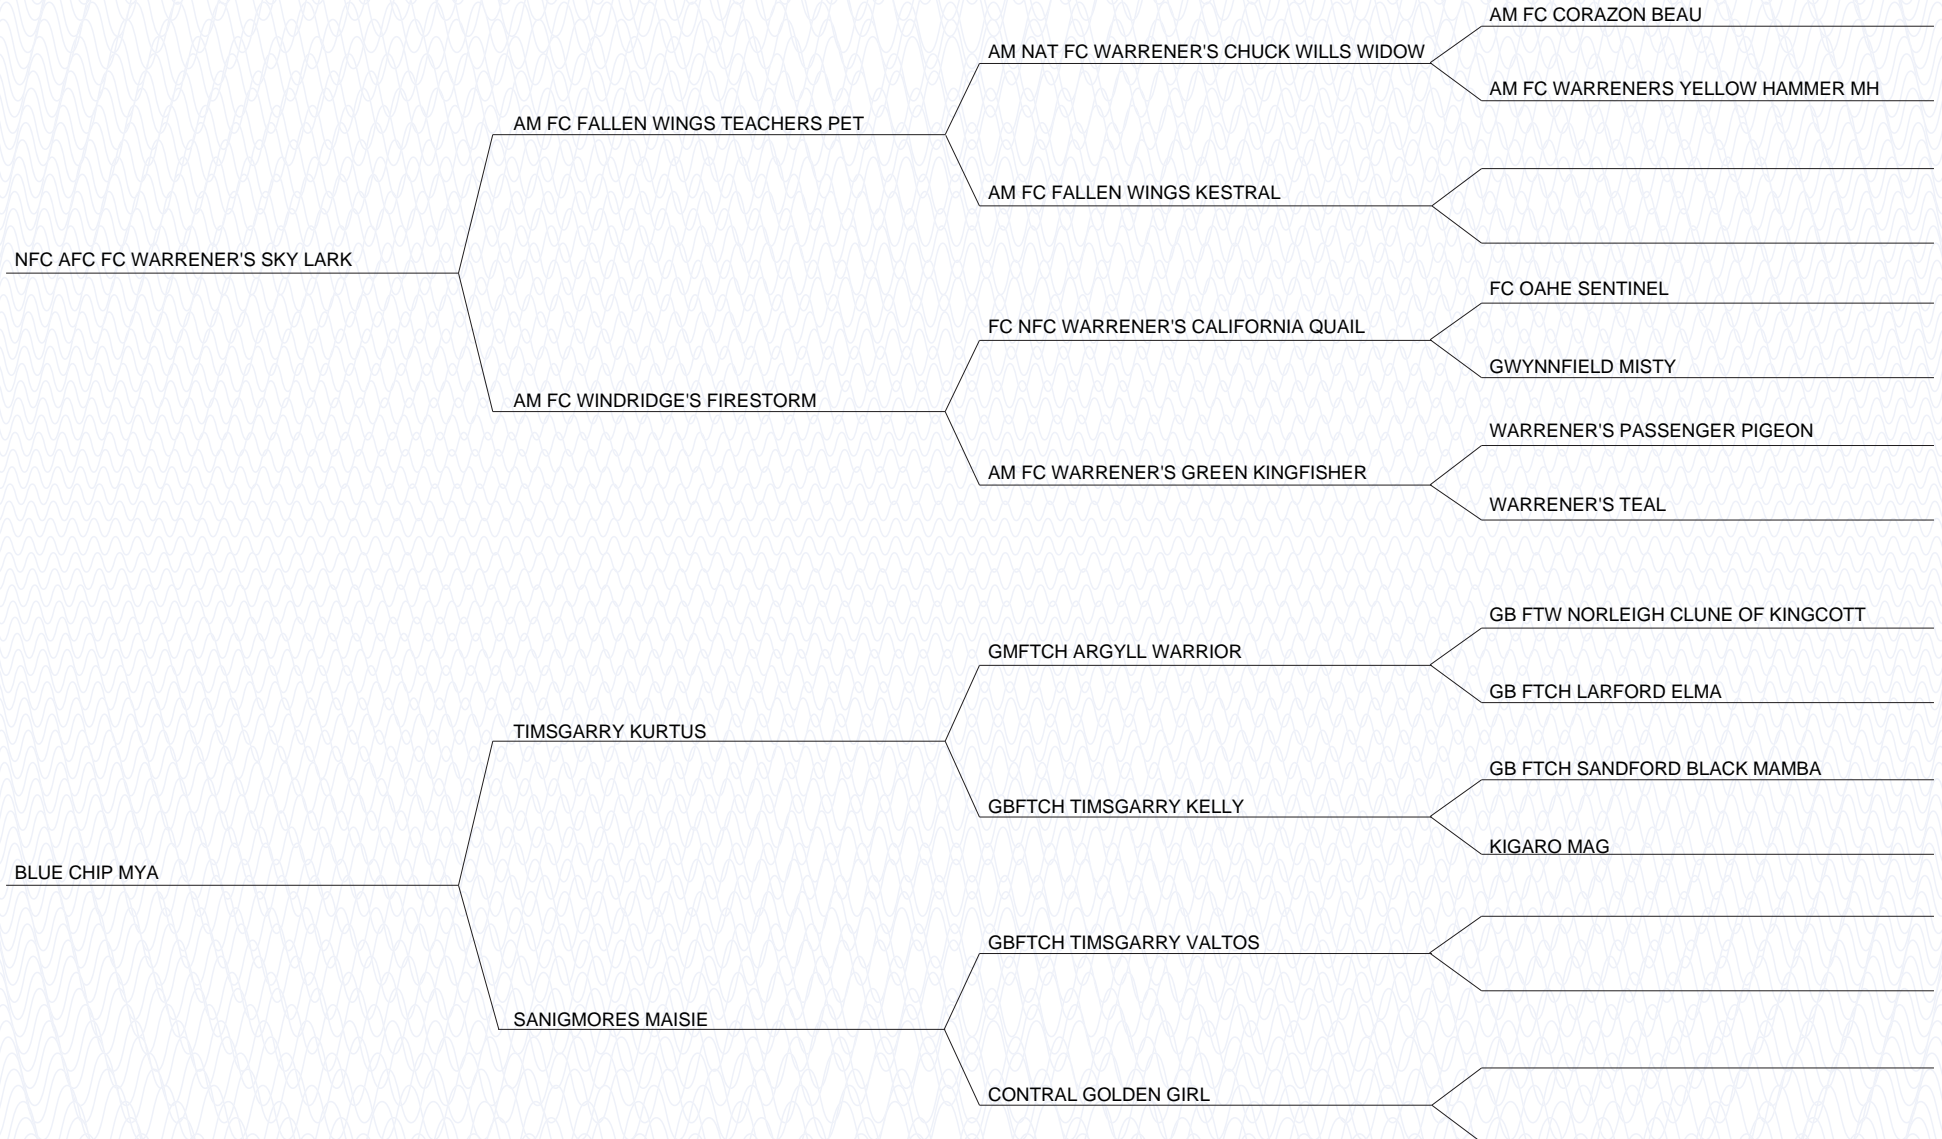 AM FC CORAZON BEAU
AM NAT FC WARRENER'S CHUCK WILLS WIDOW
AM FC WARRENERS YELLOW HAMMER MH
AM FC FALLEN WINGS TEACHERS PET
AM FC FALLEN WINGS KESTRAL
NFC AFC FC WARRENER'S SKY LARK
FC OAHE SENTINEL
FC NFC WARRENER'S CALIFORNIA QUAIL
GWYNNFIELD MISTY
AM FC WINDRIDGE'S FIRESTORM
WARRENER'S PASSENGER PIGEON
AM FC WARRENER'S GREEN KINGFISHER
WARRENER'S TEAL
GB FTW NORLEIGH CLUNE OF KINGCOTT
GMFTCH ARGYLL WARRIOR
GB FTCH LARFORD ELMA
TIMSGARRY KURTUS
GB FTCH SANDFORD BLACK MAMBA
GBFTCH TIMSGARRY KELLY
KIGARO MAG
BLUE CHIP MYA
GBFTCH TIMSGARRY VALTOS
SANIGMORES MAISIE
CONTRAL GOLDEN GIRL